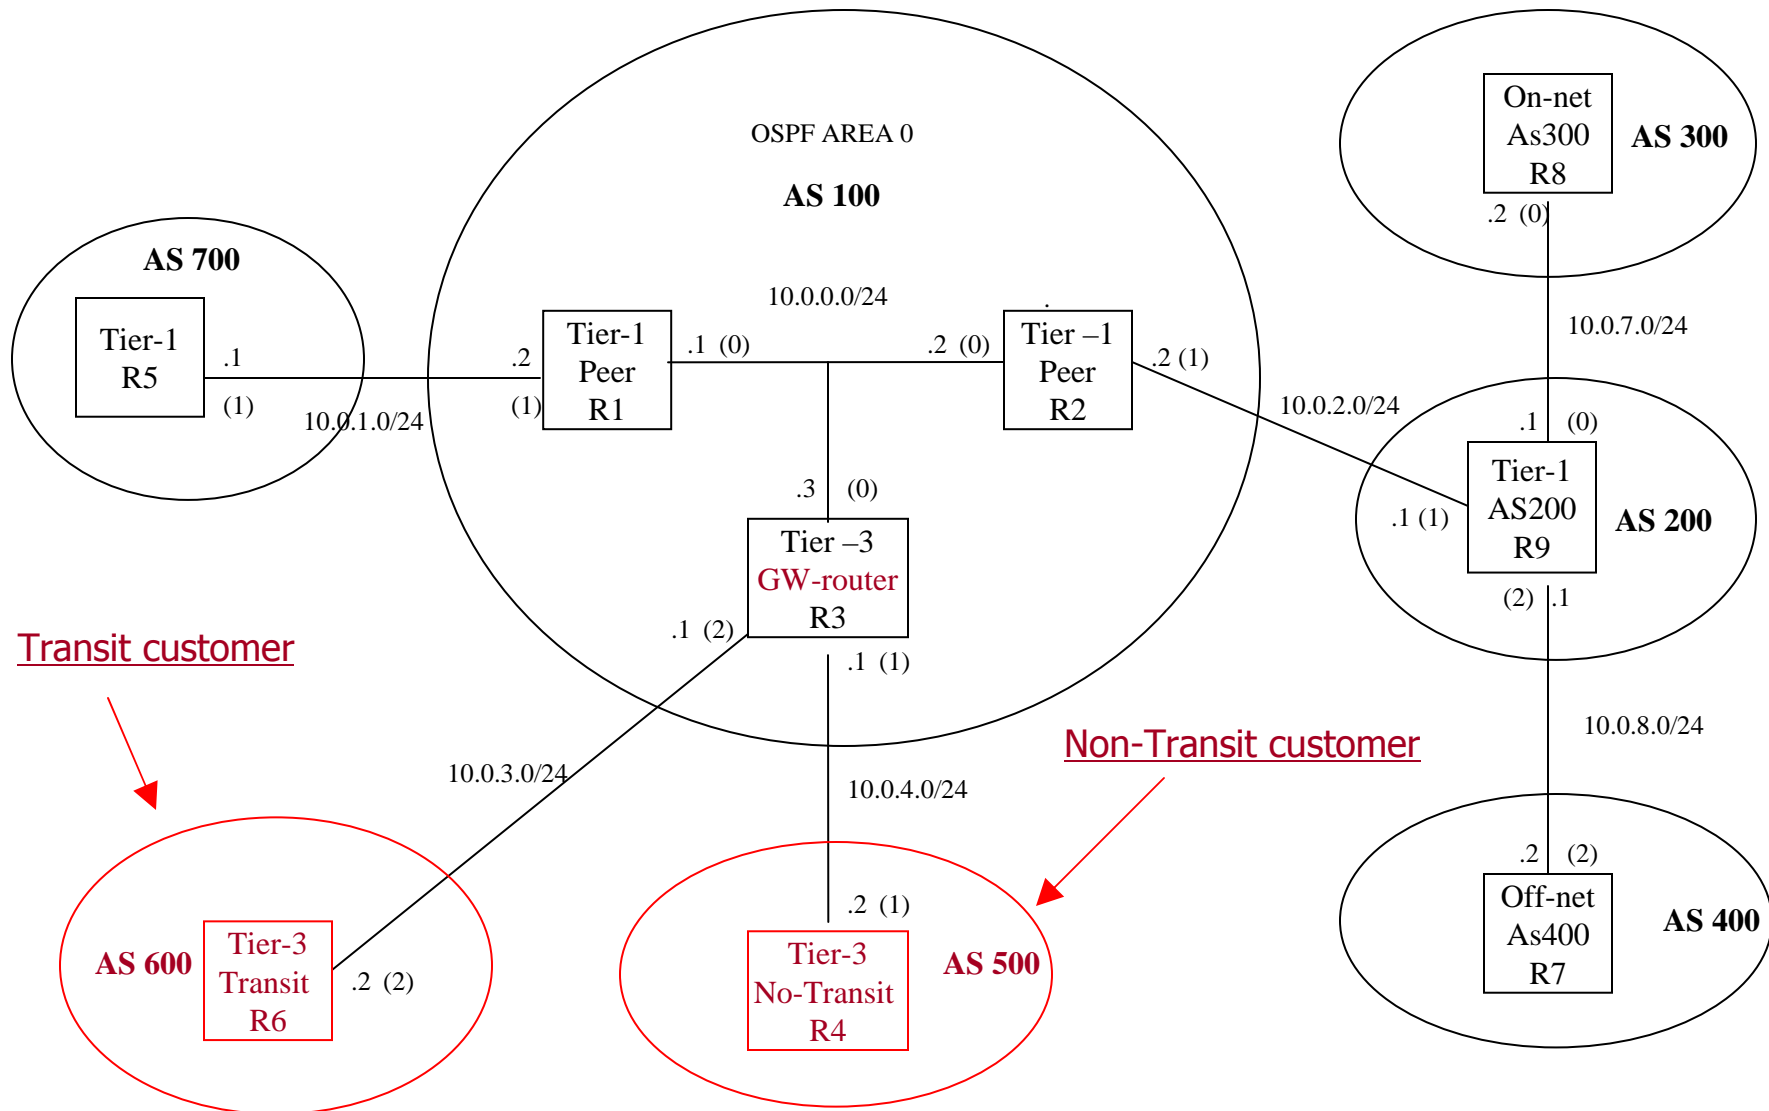 On-net
As300
R8
AS 300
.2 (0)
OSPF AREA 0
AS 100
AS 700
Tier-1
R5
.1
(1)
10.0.1.0/24
.2
(1)
Tier-1
Peer
R1
.1 (0)
10.0.0.0/24
.2 (0)
.
Tier –1
Peer
R2
.2 (1)
10.0.2.0/24
10.0.7.0/24
.1 (0)
.1 (1)
Tier-1
AS200
R9
AS 200
(2) .1
.3 (0)
Tier –3
GW-router
R3
.1 (2)
.1 (1)
Transit customer
Non-Transit customer
10.0.3.0/24
10.0.4.0/24
10.0.8.0/24
.2 (2)
Off-net
As400
R7
AS 400
AS 600
Tier-3
Transit
R6
.2 (2)
.2 (1)
Tier-3
No-Transit
R4
AS 500